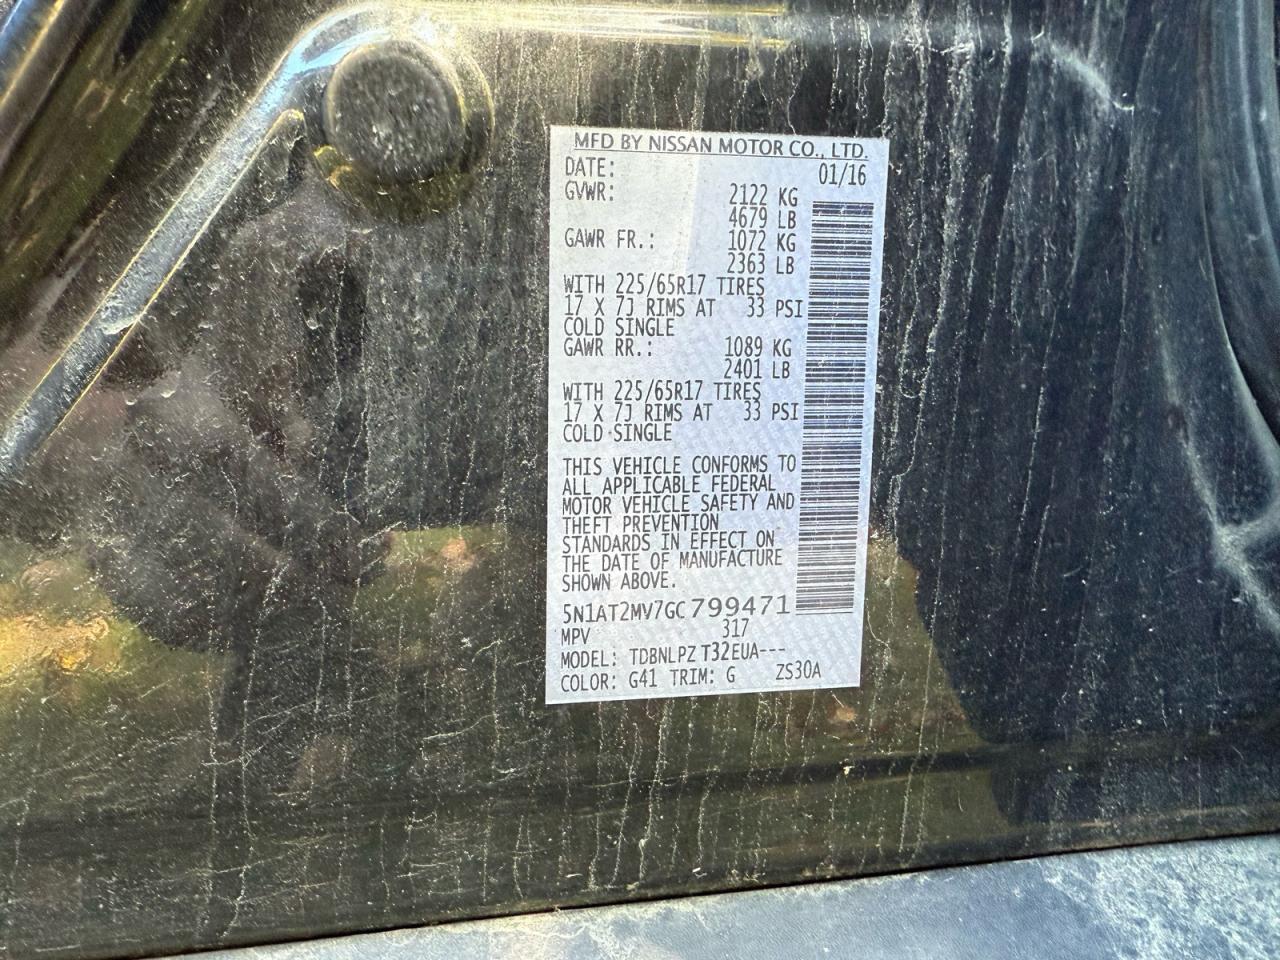 MFD BY NISSAN MOTOR CO., LTD.
DATE: 01/16
GVWR: 2122 KG
4679 LB
GAWR FR.: 1072 KG
2363 LB
WITH 225/65R17 TIRES
17 X 7J RIMS AT 33 PSI
COLD SINGLE
GAWR RR.: 1089 KG
2401 LB
WITH 225/65R17 TIRES
17 X 7J RIMS AT 33 PSI
COLD SINGLE
THIS VEHICLE CONFORMS TO
ALL APPLICABLE FEDERAL
MOTOR VEHICLE SAFETY AND
THEFT PREVENTION
STANDARDS IN EFFECT ON
THE DATE OF MANUFACTURE
SHOWN ABOVE.
5N1AT2MV7GC799471
MPV 317
MODEL: TDBNLPZ T32EUA---
COLOR: G41 TRIM: G ZS30A